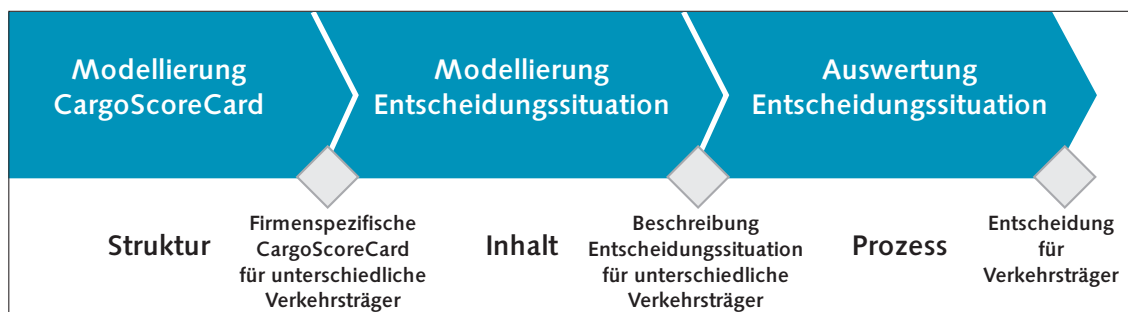 Modellierung
CargoScoreCard
Modellierung
Entscheidungssituation
Auswertung
Entscheidungssituation
Struktur
Firmenspezifische
CargoScoreCard
für unterschiedliche
Verkehrsträger
Inhalt
Beschreibung
Entscheidungssituation
für unterschiedliche
Verkehrsträger
Prozess
Entscheidung
für
Verkehrsträger